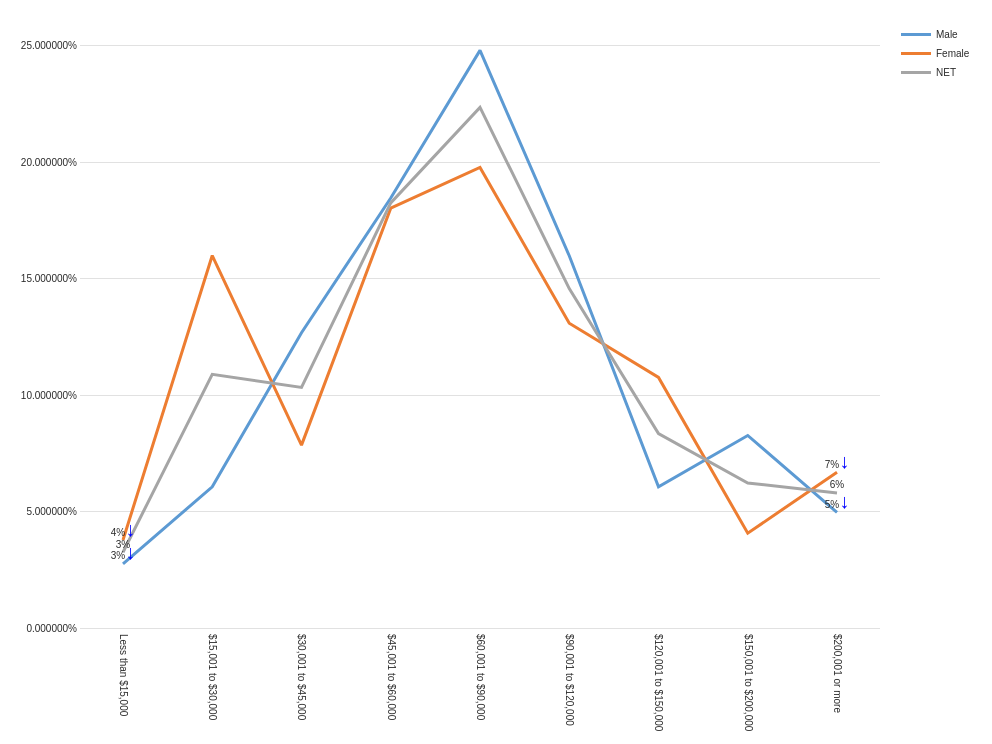 25.000000%
20.000000%
15.000000%
10.000000%
5.000000%
0.000000%
Male
Female
NET
4%↓
3%
3%↓
7%↓
6%
5%↓
Less than $15,000
$15,001 to $30,000
$30,001 to $45,000
$45,001 to $60,000
$60,001 to $90,000
$90,001 to $120,000
$120,001 to $150,000
$150,001 to $200,000
$200,001 or more